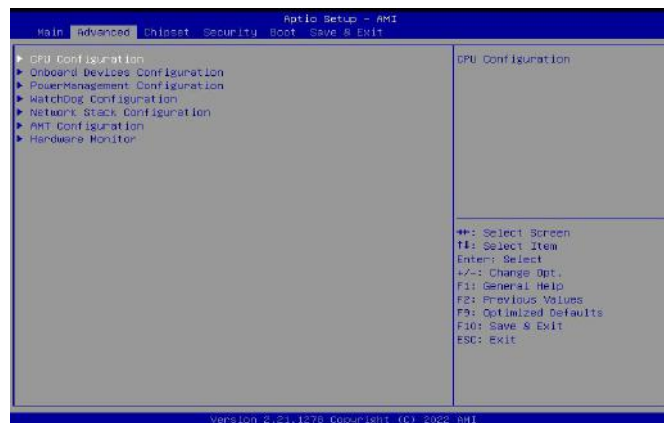 Aptio Setup - AMI
Main Advanced Chipset Security Boot Save & Exit
CPU Configuration
Onboard Devices Configuration
PowerManagement Configuration
WatchDog Configuration
Network Stack Configuration
AMT Configuration
Hardware Monitor
CPU Configuration
→←: Select Screen
↑↓: Select Item
Enter: Select
+/-: Change Opt.
F1: General Help
F2: Previous Values
F9: Optimized Defaults
F10: Save & Exit
ESC: Exit
Version 2.21.1278 Copyright (C) 2022 AMI